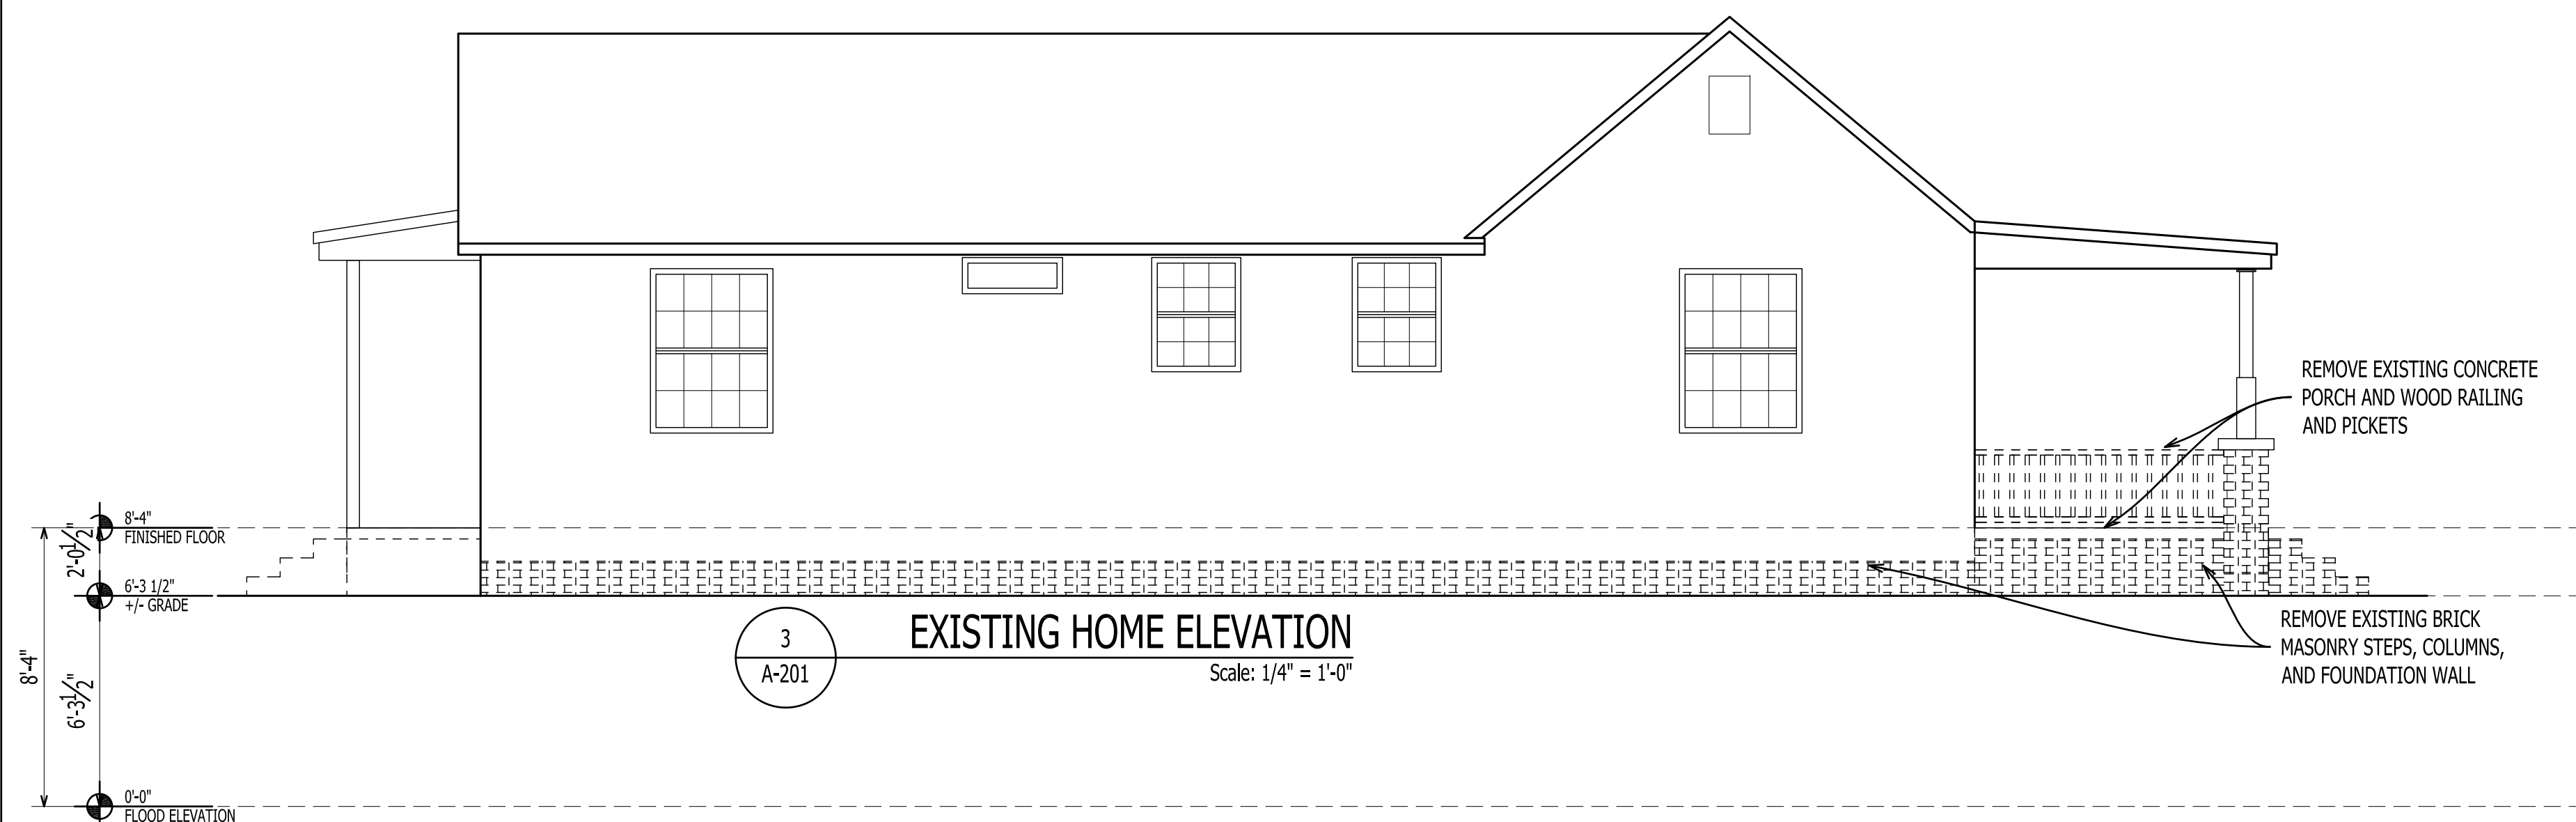 REMOVE EXISTING CONCRETE
PORCH AND WOOD RAILING
AND PICKETS
8'-4"
FINISHED FLOOR
2'-0 1/2"
6'-3 1/2"
+/- GRADE
8'-4"
6'-3 1/2"
0'-0"
FLOOD ELEVATION
3
A-201
EXISTING HOME ELEVATION
Scale: 1/4" = 1'-0"
REMOVE EXISTING BRICK
MASONRY STEPS, COLUMNS,
AND FOUNDATION WALL